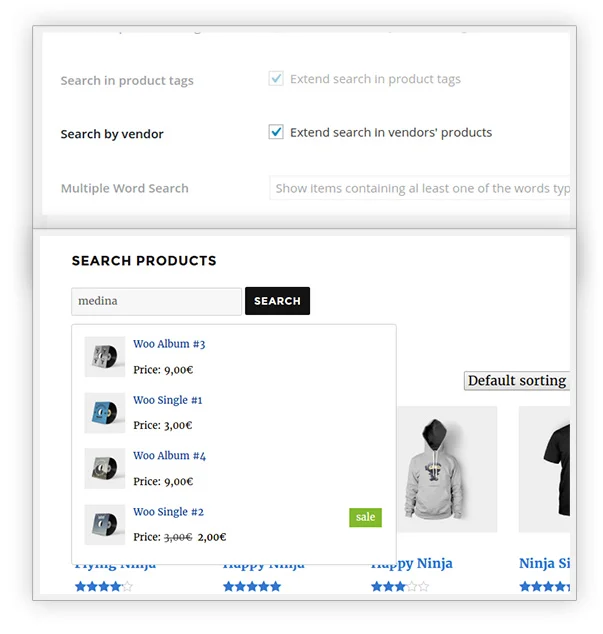 Search in product tags
Extend search in product tags
Search by vendor
Extend search in vendors' products
Multiple Word Search
Show items containing al least one of the words typ
SEARCH PRODUCTS
medina
SEARCH
Woo Album #3
Price: 9,00€
Woo Single #1
Price: 3,00€
Woo Album #4
Price: 9,00€
Woo Single #2
sale
Price: 3,00€ 2,00€
Default sorting
Flying Ninja
Happy Ninja
Happy Ninja
Ninja Si